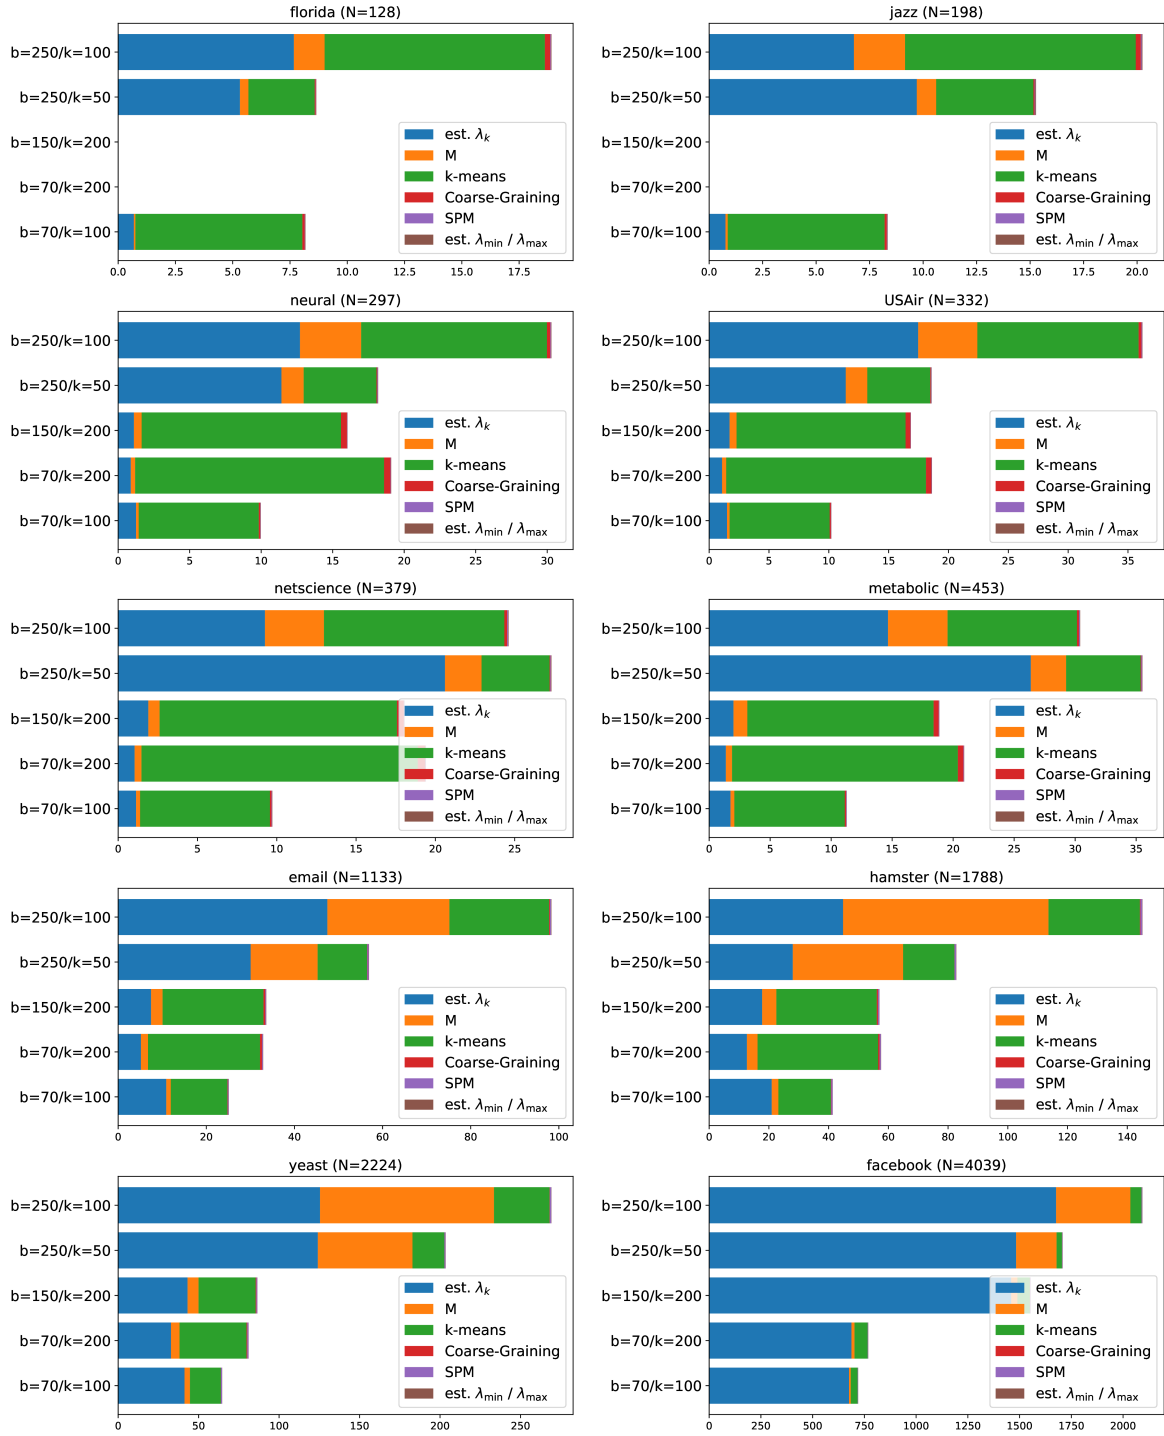 florida (N=128)
b=250/k=100
b=250/k=50
b=150/k=200
b=70/k=200
b=70/k=100
est. λk
M
k-means
Coarse-Graining
SPM
est. λmin / λmax
0.0 2.5 5.0 7.5 10.0 12.5 15.0 17.5
jazz (N=198)
b=250/k=100
b=250/k=50
b=150/k=200
b=70/k=200
b=70/k=100
est. λk
M
k-means
Coarse-Graining
SPM
est. λmin / λmax
0.0 2.5 5.0 7.5 10.0 12.5 15.0 17.5 20.0
neural (N=297)
b=250/k=100
b=250/k=50
b=150/k=200
b=70/k=200
b=70/k=100
est. λk
M
k-means
Coarse-Graining
SPM
est. λmin / λmax
0 5 10 15 20 25 30
USAir (N=332)
b=250/k=100
b=250/k=50
b=150/k=200
b=70/k=200
b=70/k=100
est. λk
M
k-means
Coarse-Graining
SPM
est. λmin / λmax
0 5 10 15 20 25 30 35
netscience (N=379)
b=250/k=100
b=250/k=50
b=150/k=200
b=70/k=200
b=70/k=100
est. λk
M
k-means
Coarse-Graining
SPM
est. λmin / λmax
0 5 10 15 20 25
metabolic (N=453)
b=250/k=100
b=250/k=50
b=150/k=200
b=70/k=200
b=70/k=100
est. λk
M
k-means
Coarse-Graining
SPM
est. λmin / λmax
0 5 10 15 20 25 30 35
email (N=1133)
b=250/k=100
b=250/k=50
b=150/k=200
b=70/k=200
b=70/k=100
est. λk
M
k-means
Coarse-Graining
SPM
est. λmin / λmax
0 20 40 60 80 100
hamster (N=1788)
b=250/k=100
b=250/k=50
b=150/k=200
b=70/k=200
b=70/k=100
est. λk
M
k-means
Coarse-Graining
SPM
est. λmin / λmax
0 20 40 60 80 100 120 140
yeast (N=2224)
b=250/k=100
b=250/k=50
b=150/k=200
b=70/k=200
b=70/k=100
est. λk
M
k-means
Coarse-Graining
SPM
est. λmin / λmax
0 50 100 150 200 250
facebook (N=4039)
b=250/k=100
b=250/k=50
b=150/k=200
b=70/k=200
b=70/k=100
est. λk
M
k-means
Coarse-Graining
SPM
est. λmin / λmax
0 250 500 750 1000 1250 1500 1750 2000